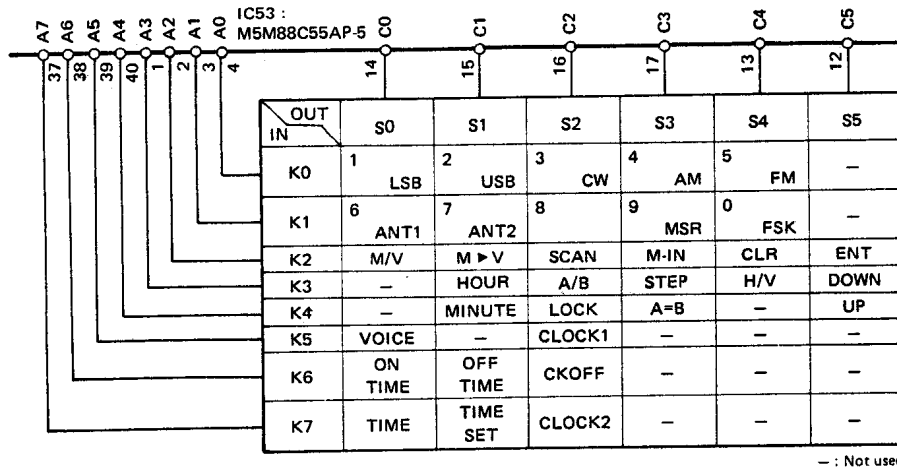 IC53 :
M5M88C55AP-5
A7 A6 A5 A4 A3 A2 A1 A0 C0 C1 C2 C3 C4 C5
37 38 39 40 1 2 3 4 14 15 16 17 13 12
OUT
IN S0 S1 S2 S3 S4 S5
K0 1 LSB 2 USB 3 CW 4 AM 5 FM –
K1 6 ANT1 7 ANT2 8 9 MSR 0 FSK –
K2 M/V M ▶ V SCAN M-IN CLR ENT
K3 – HOUR A/B STEP H/V DOWN
K4 – MINUTE LOCK A=B – UP
K5 VOICE – CLOCK1 – – –
K6 ON TIME OFF TIME CKOFF – – –
K7 TIME TIME SET CLOCK2 – – –
– : Not used